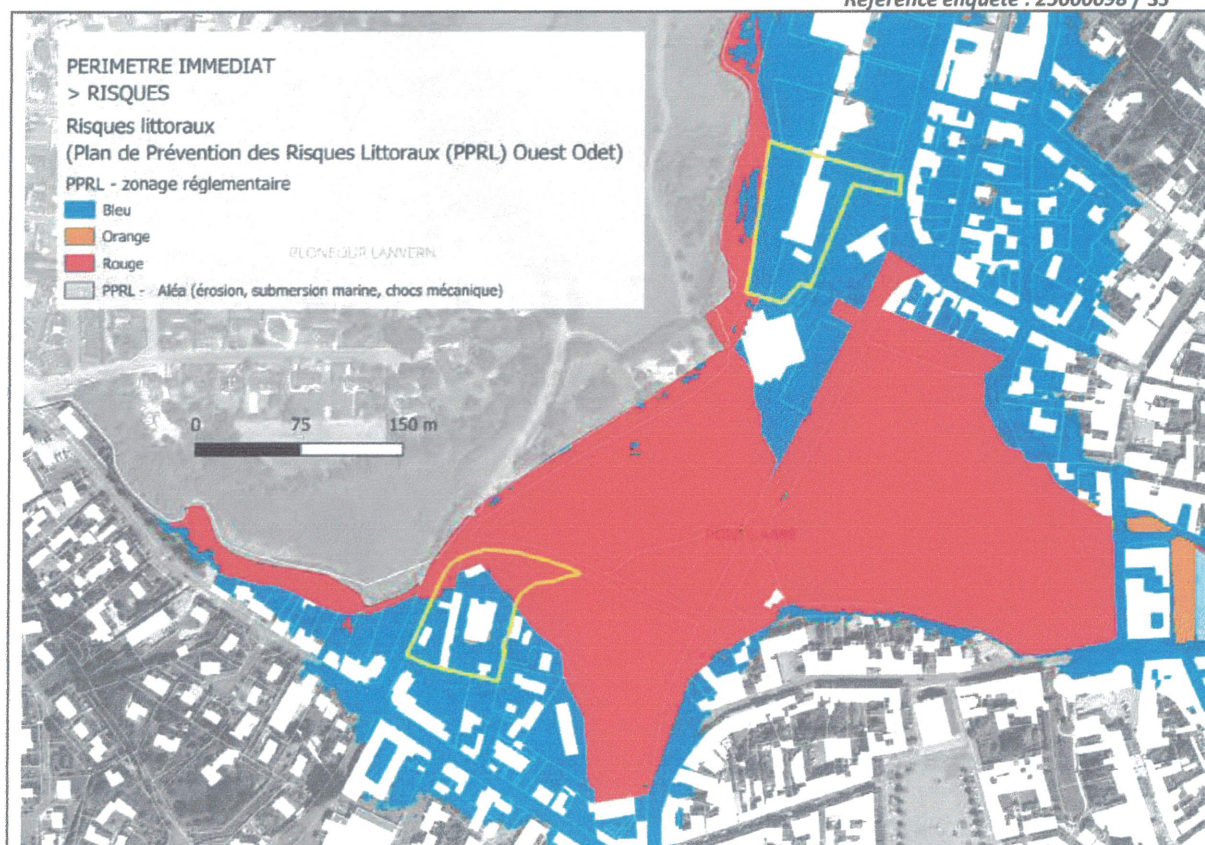 Référence enquête : 25000098 / 35
PERIMETRE IMMEDIAT
> RISQUES
Risques littoraux
(Plan de Prévention des Risques Littoraux (PPRL) Ouest Odet)
PPRL - zonage réglementaire
Bleu
Orange
Rouge
PLONEOUR LANVERN
PPRL - Aléa (érosion, submersion marine, chocs mécanique)
0 75 150 m